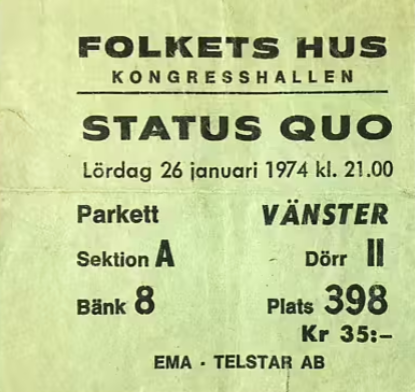 FOLKETS HUS
KONGRESSHALLEN
STATUS QUO
Lördag 26 januari 1974 kl. 21.00
Parkett VÄNSTER
Sektion A Dörr II
Bänk 8 Plats 398
Kr 35:–
EMA · TELSTAR AB